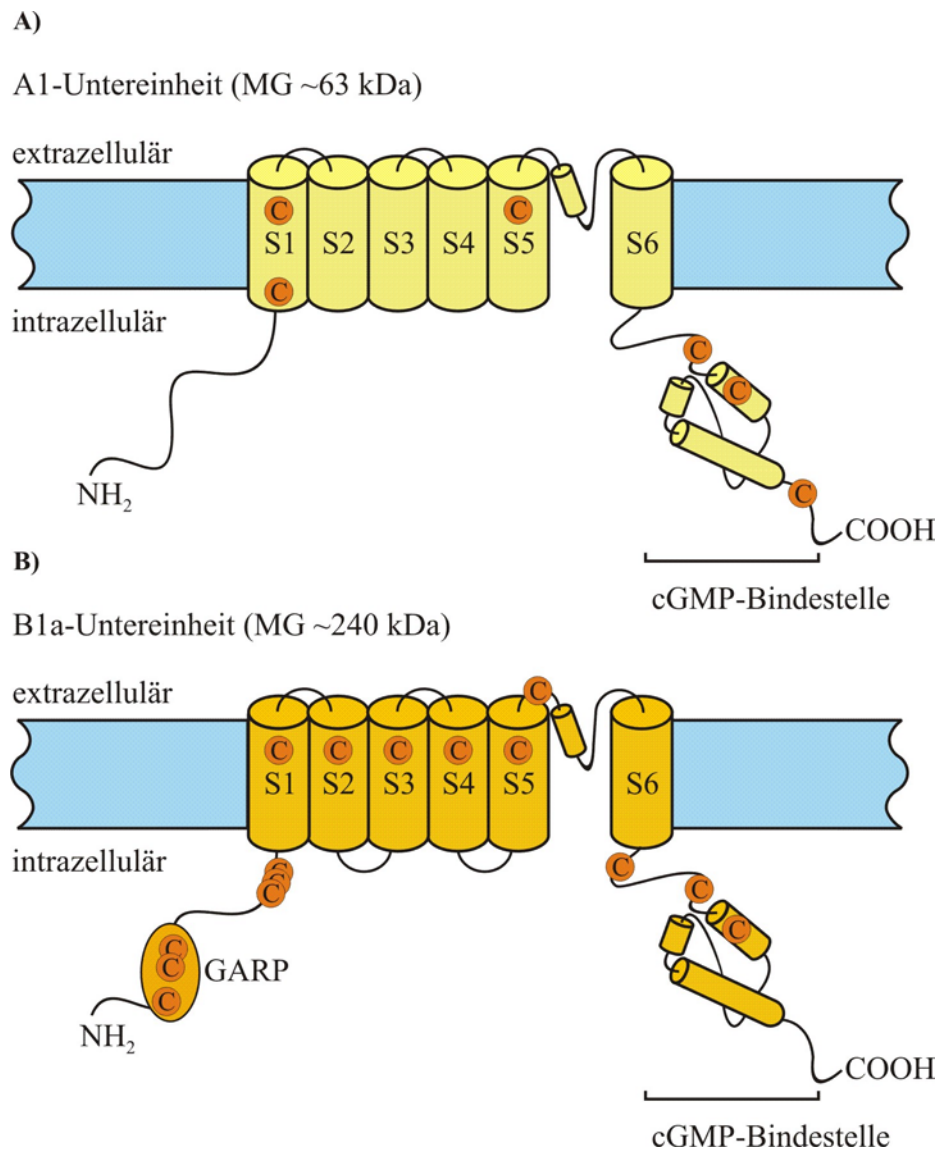 A)
A1-Untereinheit (MG ~63 kDa)
extrazellulär
C C
S1 S2 S3 S4 S5 S6
C
intrazellulär
C
C
NH2
C
COOH
cGMP-Bindestelle
B)
B1a-Untereinheit (MG ~240 kDa)
extrazellulär
C
C C C C C
S1 S2 S3 S4 S5 S6
intrazellulär
C C
C
C C
C
C
C GARP
C
NH2
COOH
cGMP-Bindestelle